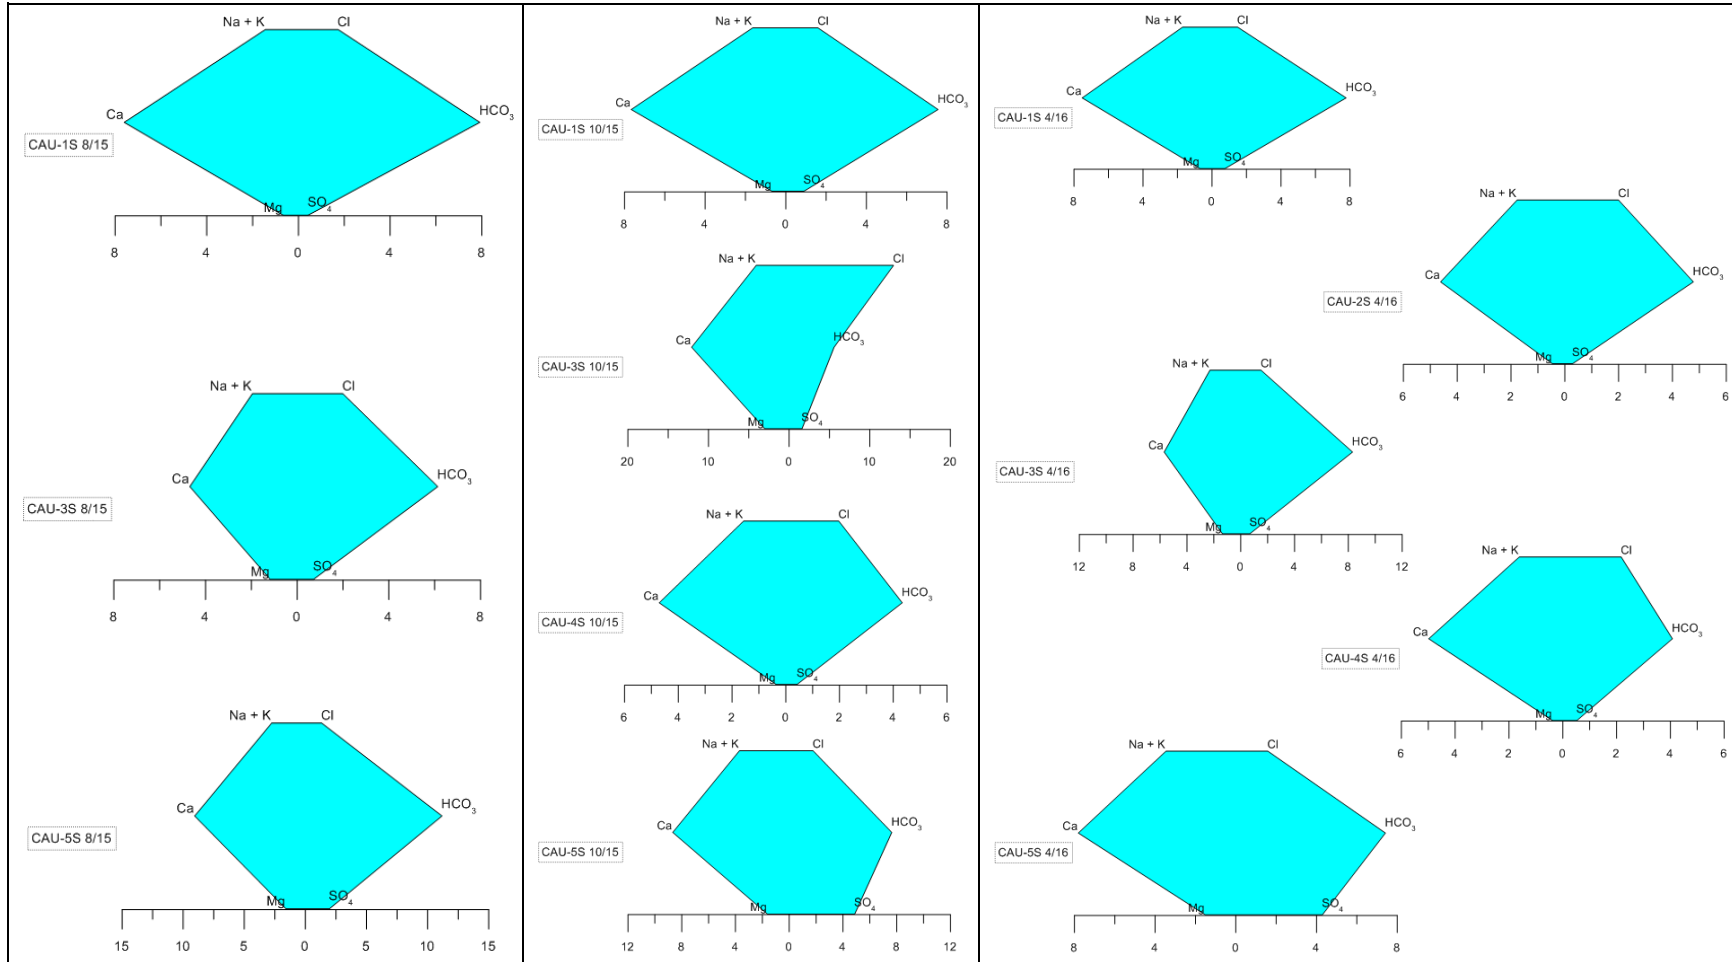 Na + K Cl
Ca HCO3
CAU-1S 8/15
Mg SO4
8 4 0 4 8
Na + K Cl
Ca HCO3
CAU-3S 8/15
Mg SO4
8 4 0 4 8
Na + K Cl
Ca HCO3
CAU-5S 8/15
Mg SO4
15 10 5 0 5 10 15
Na + K Cl
Ca HCO3
CAU-1S 10/15
Mg SO4
8 4 0 4 8
Na + K Cl
Ca HCO3
CAU-3S 10/15
Mg SO4
20 10 0 10 20
Na + K Cl
Ca HCO3
CAU-4S 10/15
Mg SO4
6 4 2 0 2 4 6
Na + K Cl
Ca HCO3
CAU-5S 10/15
Mg SO4
12 8 4 0 4 8 12
Na + K Cl
Ca HCO3
CAU-1S 4/16
Mg SO4
8 4 0 4 8
Na + K Cl
Ca HCO3
CAU-2S 4/16
Mg SO4
6 4 2 0 2 4 6
Na + K Cl
Ca HCO3
CAU-3S 4/16
Mg SO4
12 8 4 0 4 8 12
Na + K Cl
Ca HCO3
CAU-4S 4/16
Mg SO4
6 4 2 0 2 4 6
Na + K Cl
Ca HCO3
CAU-5S 4/16
Mg SO4
8 4 0 4 8